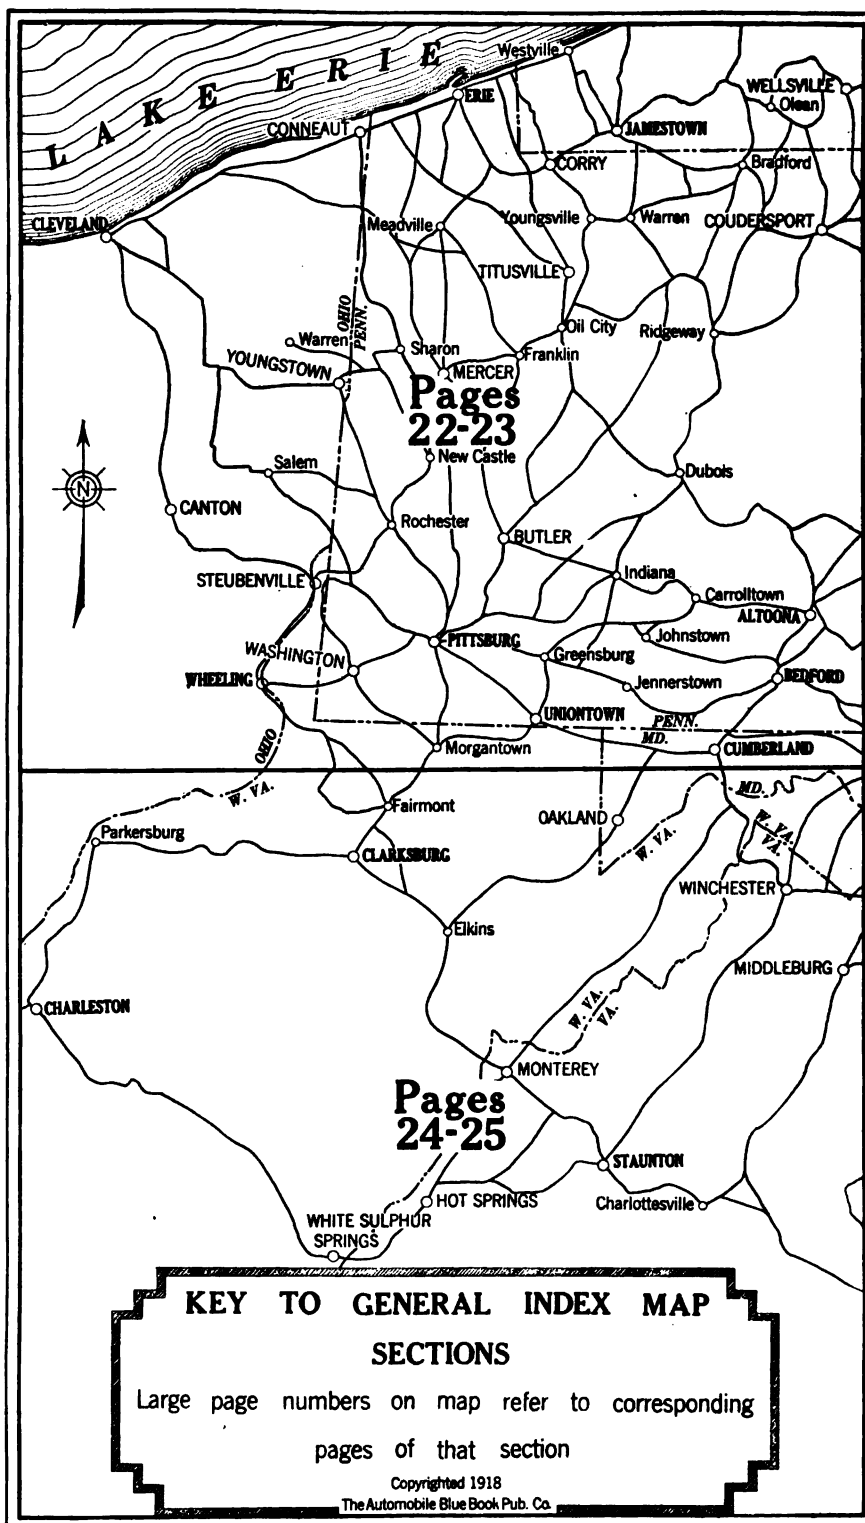 LAKE ERIE
Westville
ERIE
WELLSVILLE
Olean
CONNEAUT
JAMESTOWN
CORRY
Bradford
CLEVELAND
Meadville
Youngsville
Warren
COUDERSPORT
TITUSVILLE
OHIO
PENN.
Warren
Sharon
Oil City
Ridgeway
YOUNGSTOWN
MERCER
Franklin
Pages
22-23
New Castle
Salem
Dubois
N
CANTON
Rochester
BUTLER
STEUBENVILLE
Indiana
Carrolltown
ALTOONA
PITTSBURG
Johnstown
WASHINGTON
Greensburg
WHEELING
Jennerstown
BEDFORD
UNIONTOWN
PENN.
MD.
OHIO
W. VA.
Morgantown
CUMBERLAND
Fairmont
OAKLAND
MD.
W. VA.
W. VA.
VA.
Parkersburg
CLARKSBURG
WINCHESTER
Elkins
MIDDLEBURG
CHARLESTON
W. VA.
VA.
MONTEREY
Pages
24-25
STAUNTON
HOT SPRINGS
Charlottesville
WHITE SULPHUR
SPRINGS
KEY TO GENERAL INDEX MAP
SECTIONS
Large page numbers on map refer to corresponding
pages of that section
Copyrighted 1918
The Automobile Blue Book Pub. Co.